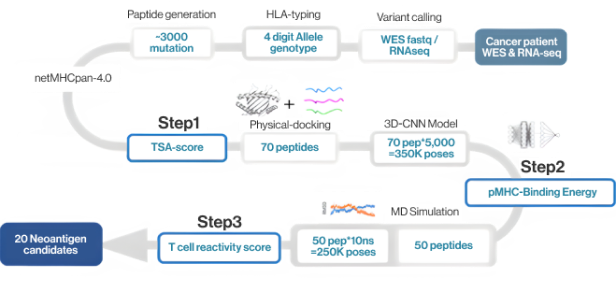 Peptide generation
HLA-typing
Variant calling
~3000
mutation
4 digit Allele
genotype
WES fastq /
RNAseq
Cancer patient
WES & RNA-seq
netMHCpan-4.0
Step1
+
Physical-docking
3D-CNN Model
TSA-score
70 peptides
70 pep*5,000
=350K poses
Step2
pMHC-Binding Energy
Step3
MD Simulation
20 Neoantigen
candidates
T cell reactivity score
50 pep*10ns
=250K poses
50 peptides